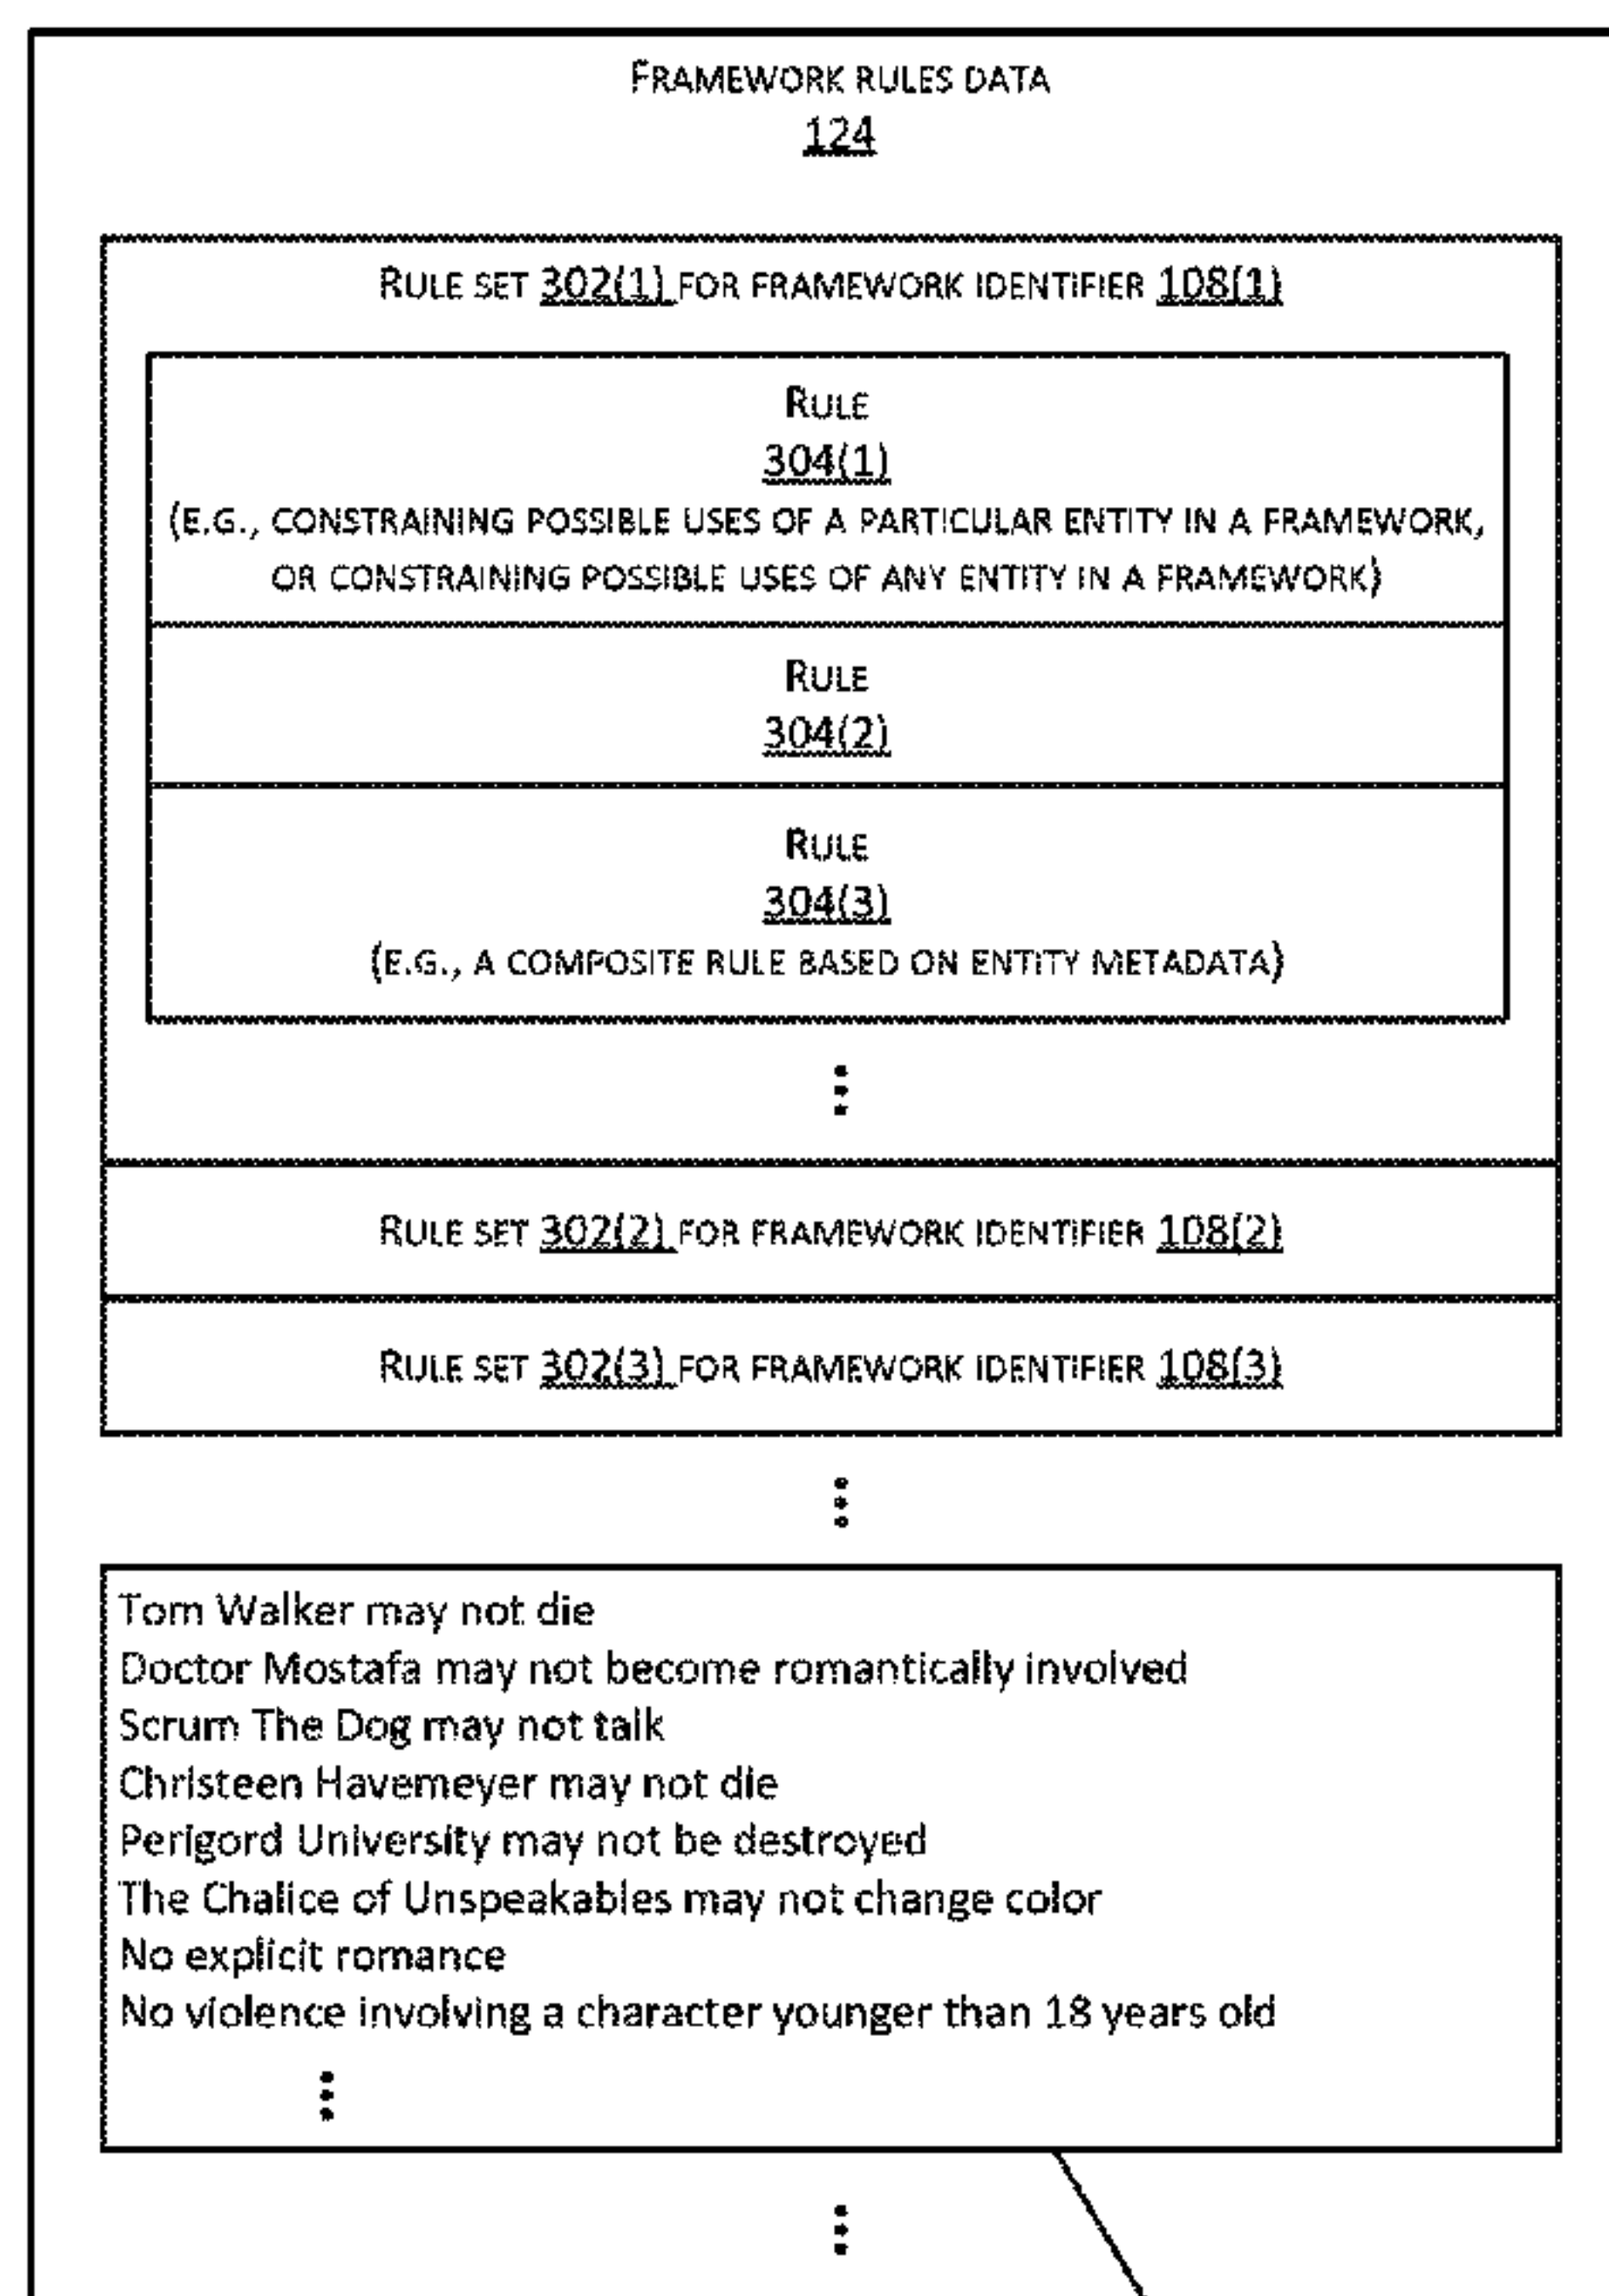 FRAMEWORK RULES DATA
124
RULE SET 302(1) FOR FRAMEWORK IDENTIFIER 108(1)
RULE
304(1)
(E.G., CONSTRAINING POSSIBLE USES OF A PARTICULAR ENTITY IN A FRAMEWORK,
OR CONSTRAINING POSSIBLE USES OF ANY ENTITY IN A FRAMEWORK)
RULE
304(2)
RULE
304(3)
(E.G., A COMPOSITE RULE BASED ON ENTITY METADATA)
RULE SET 302(2) FOR FRAMEWORK IDENTIFIER 108(2)
RULE SET 302(3) FOR FRAMEWORK IDENTIFIER 108(3)
Tom Walker may not die
Doctor Mostafa may not become romantically involved
Scrum The Dog may not talk
Christeen Havemeyer may not die
Perigord University may not be destroyed
The Chalice of Unspeakables may not change color
No explicit romance
No violence involving a character younger than 18 years old